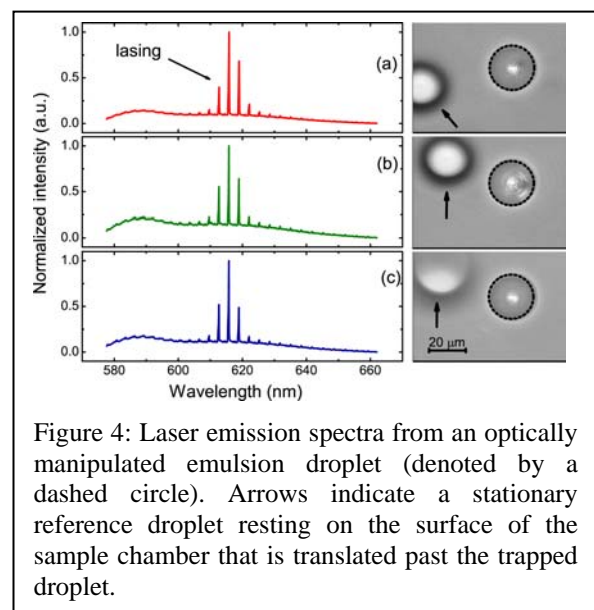 1.0
lasing
(a)
0.5
0.0
1.0
(b)
0.5
0.0
1.0
(c)
0.5
0.0
Normalized intensity (a.u.)
580 600 620 640 660
Wavelength (nm)
20 μm
Figure 4: Laser emission spectra from an optically
manipulated emulsion droplet (denoted by a
dashed circle). Arrows indicate a stationary
reference droplet resting on the surface of the
sample chamber that is translated past the trapped
droplet.